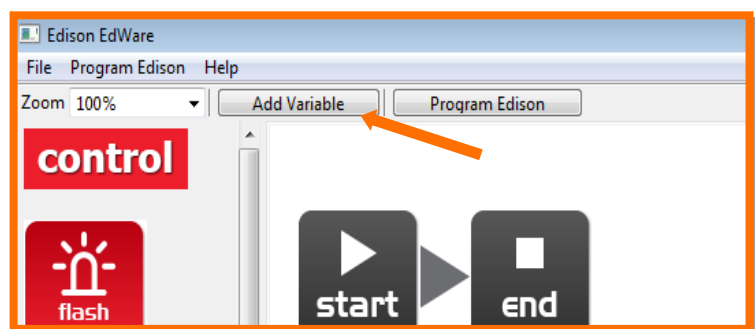 Edison EdWare
File Program Edison Help
Zoom 100% Add Variable Program Edison
control
flash
start end